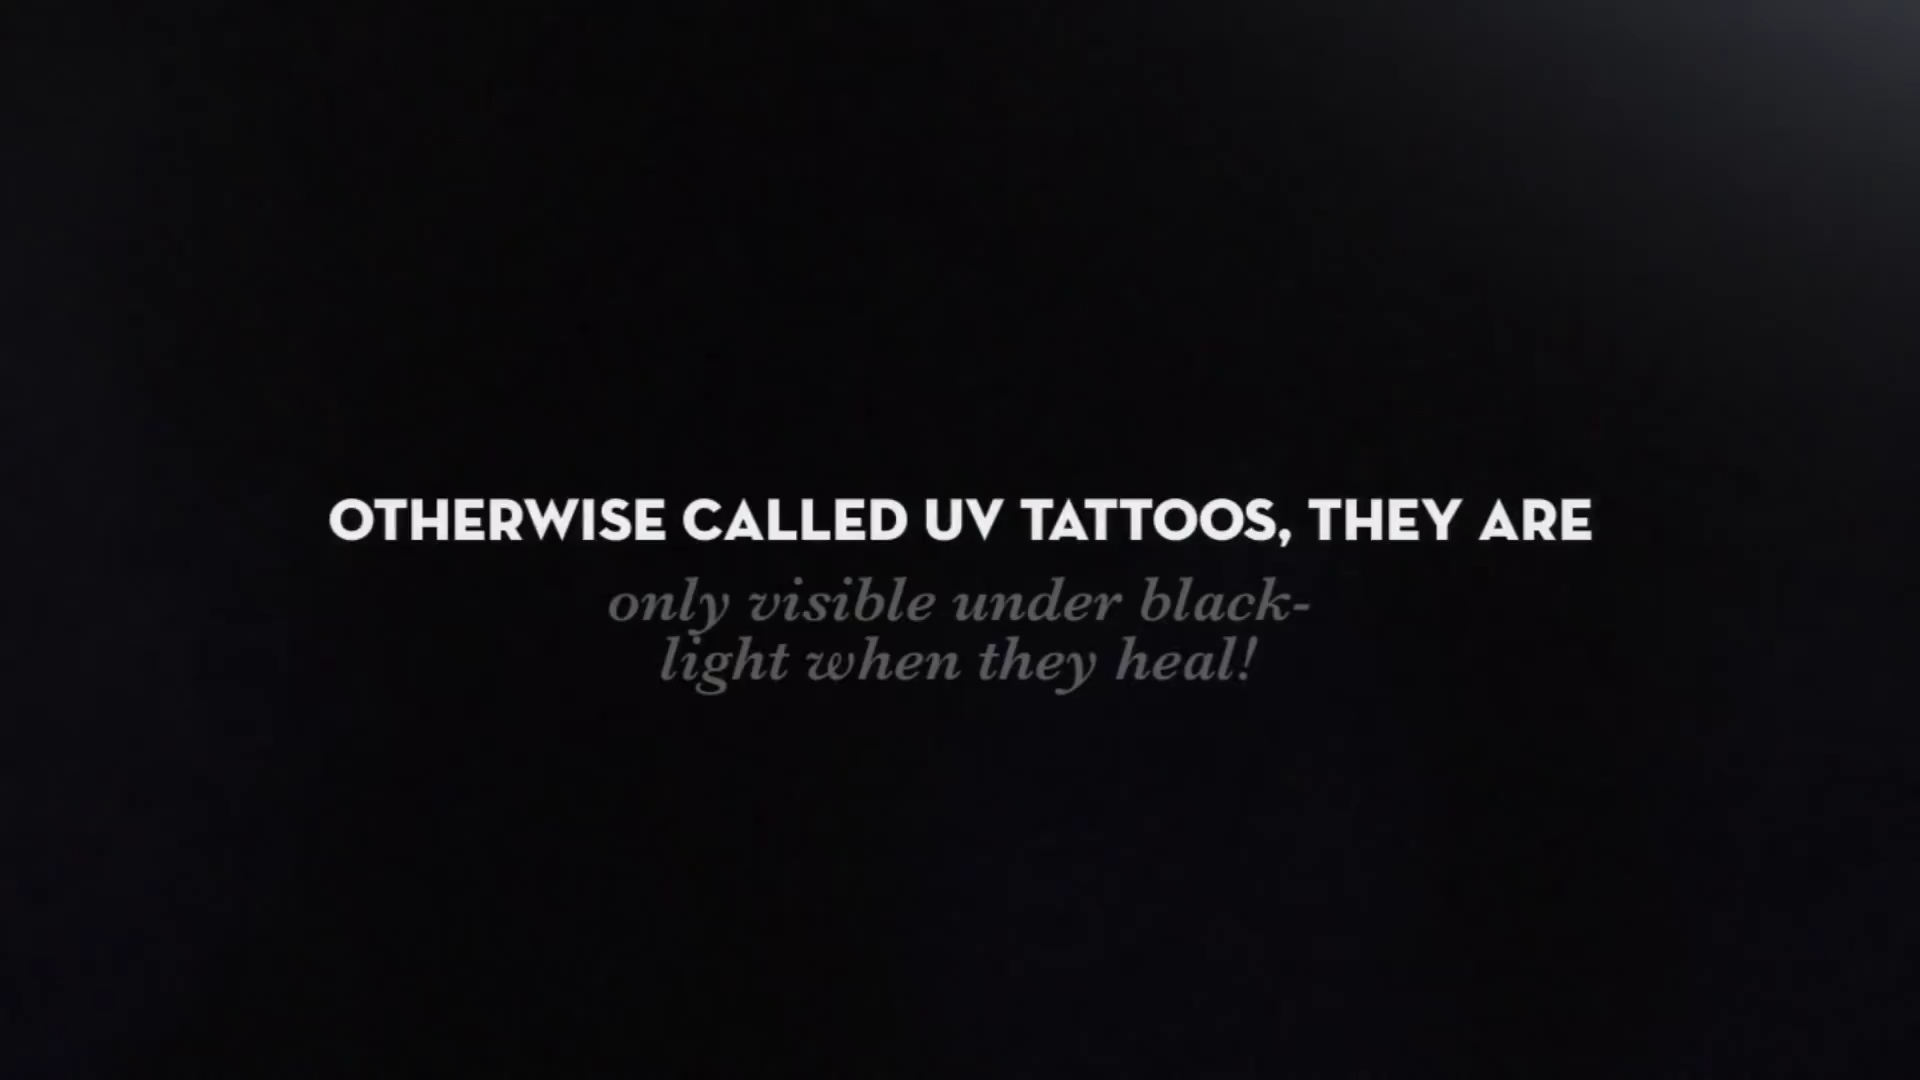 OTHERWISE CALLED UV TATTOOS, THEY ARE
only visible under black-
light when they heal!